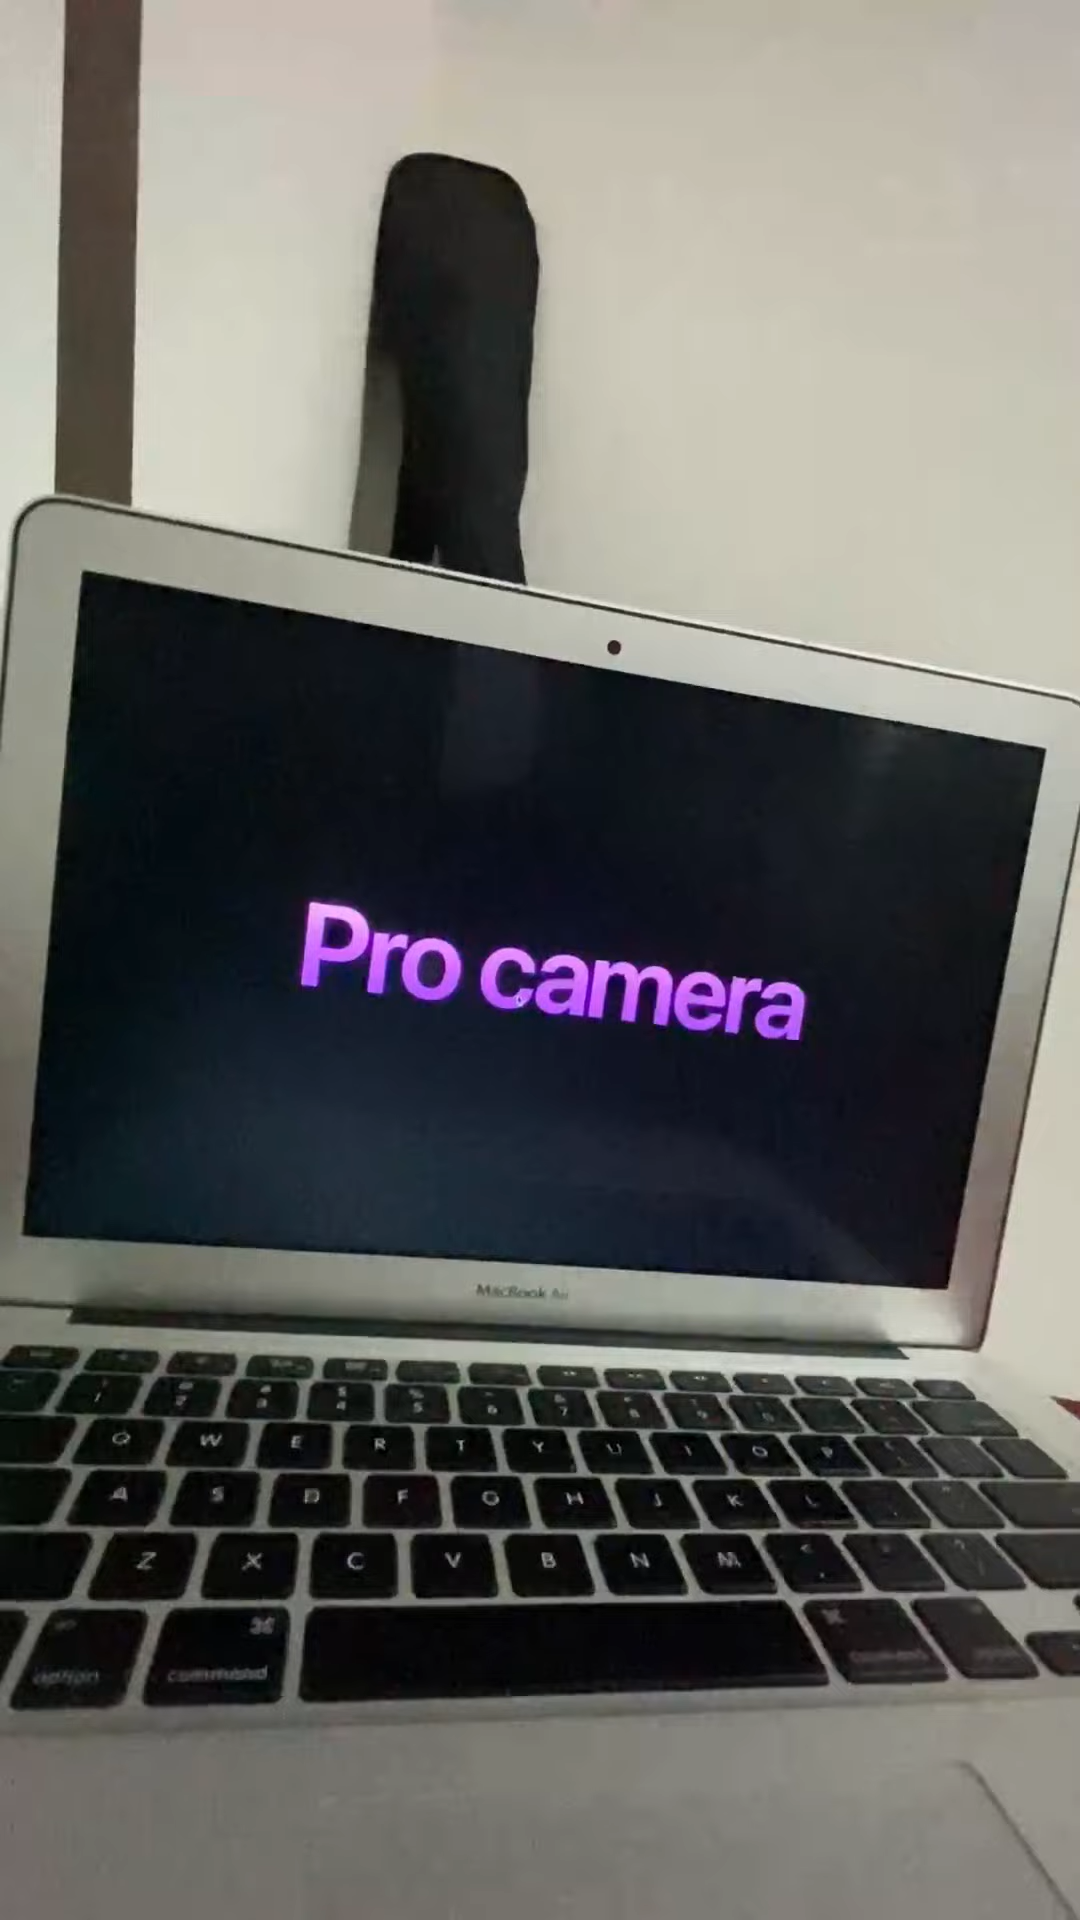 Pro camera
MacBook Air
Q W E R T Y U I O P
A S D F G H J K L
Z X C V B N M
option command